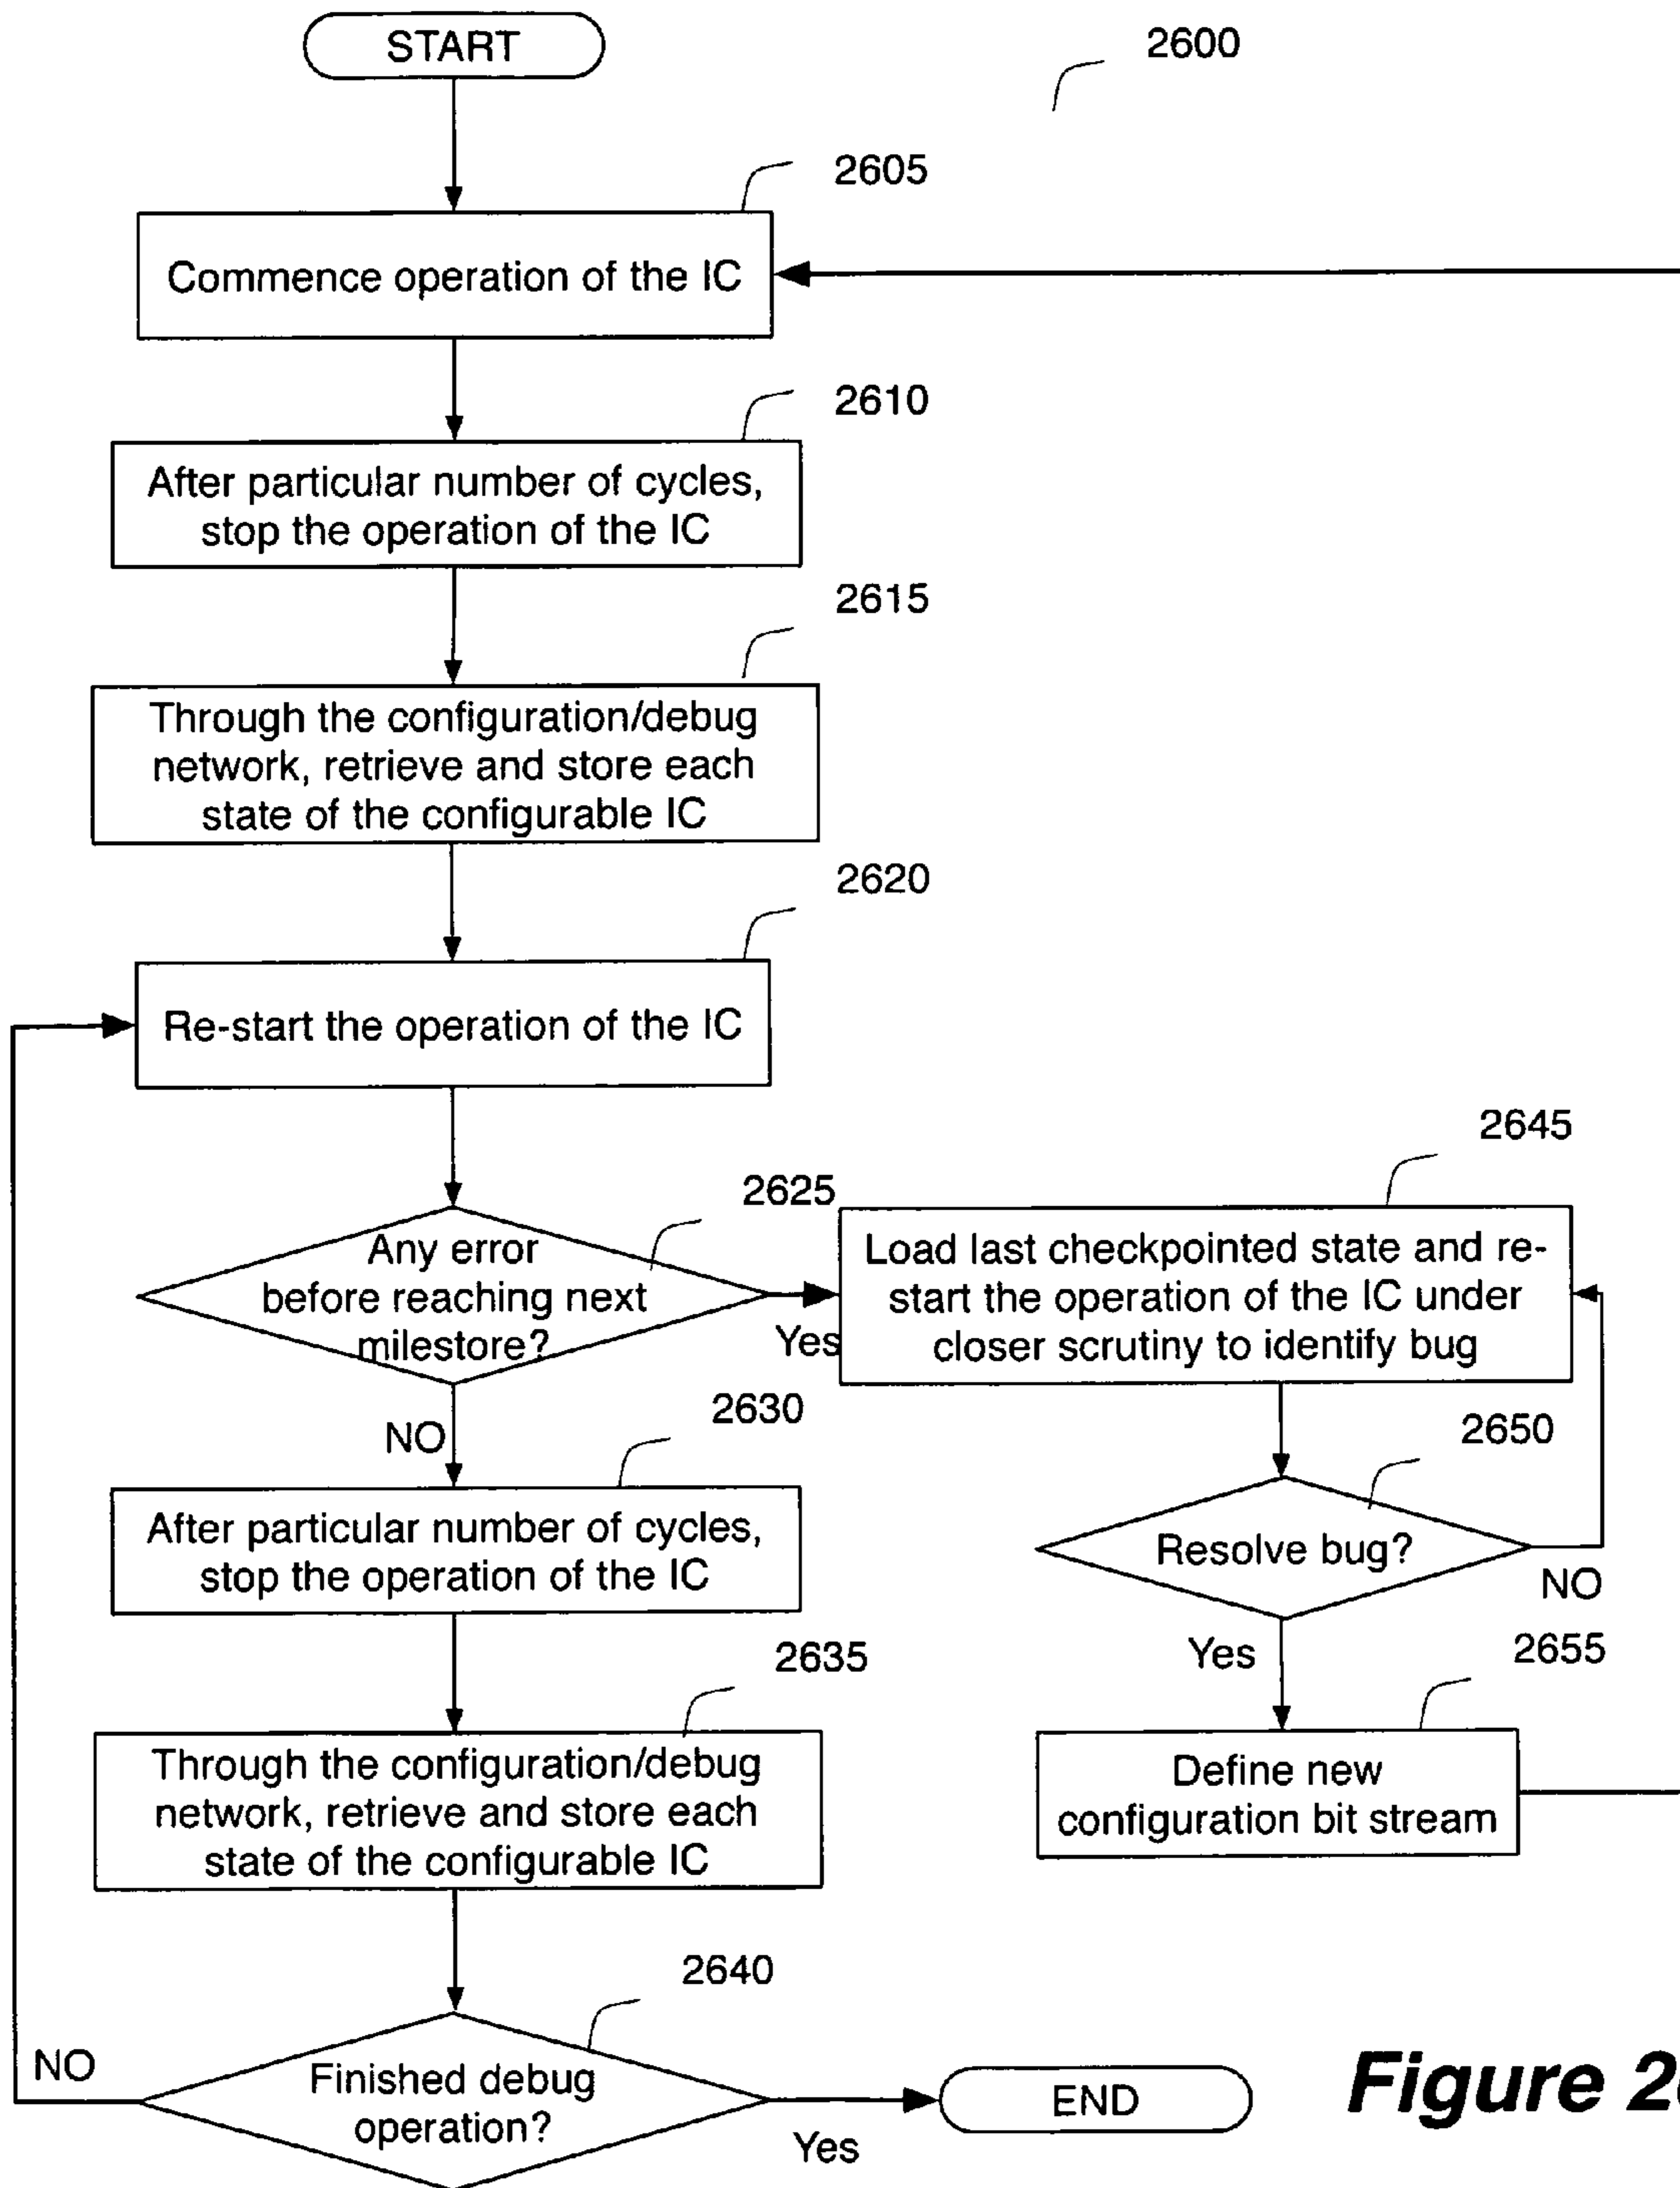 START
2600
2605
Commence operation of the IC
2610
After particular number of cycles,
stop the operation of the IC
2615
Through the configuration/debug
network, retrieve and store each
state of the configurable IC
2620
Re-start the operation of the IC
2625
Any error
before reaching next
milestore?
Yes
NO
2645
Load last checkpointed state and re-
start the operation of the IC under
closer scrutiny to identify bug
2630
After particular number of cycles,
stop the operation of the IC
2650
Resolve bug?
NO
Yes
2635
Through the configuration/debug
network, retrieve and store each
state of the configurable IC
2655
Define new
configuration bit stream
2640
Finished debug
operation?
NO
Yes
END
Figure 2